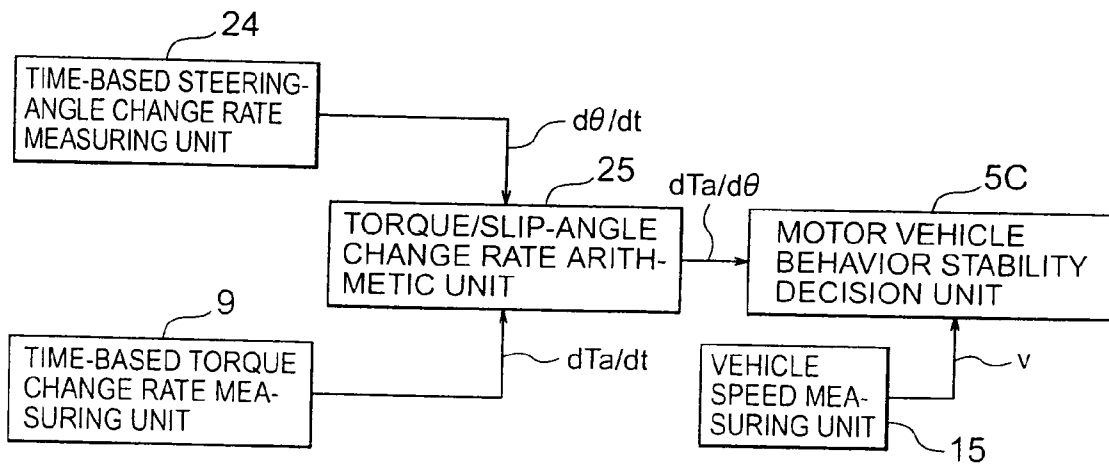 24
TIME-BASED STEERING-
ANGLE CHANGE RATE
MEASURING UNIT
dθ/dt
25
TORQUE/SLIP-ANGLE
CHANGE RATE ARITH-
METIC UNIT
dTa/dθ
5C
MOTOR VEHICLE
BEHAVIOR STABILITY
DECISION UNIT
9
TIME-BASED TORQUE
CHANGE RATE MEA-
SURING UNIT
dTa/dt
VEHICLE
SPEED MEA-
SURING UNIT
v
15